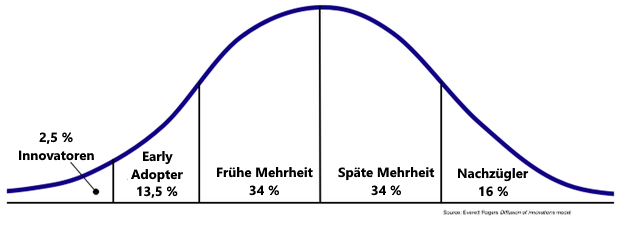 2,5 %
Innovatoren
Early
Adopter
13,5 %
Frühe Mehrheit
34 %
Späte Mehrheit
34 %
Nachzügler
16 %
Source: Everett Rogers Diffusion of innovations model